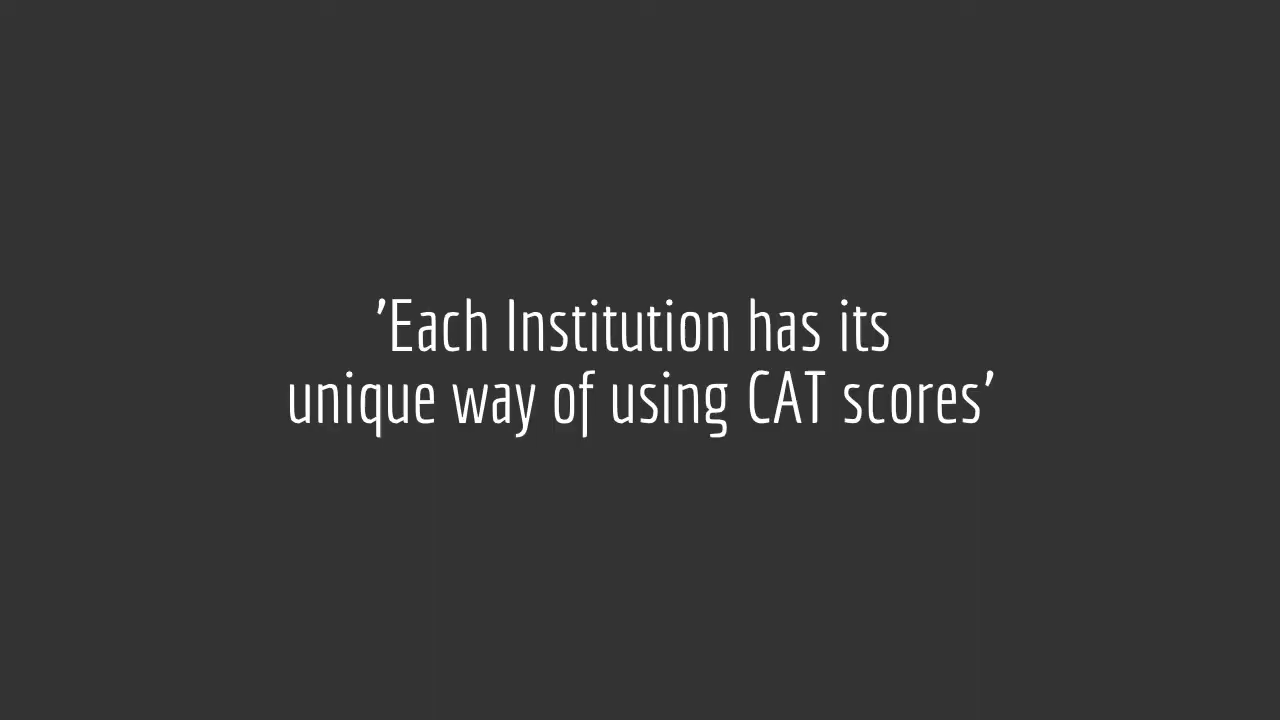 ’Each Institution has its
unique way of using CAT scores’